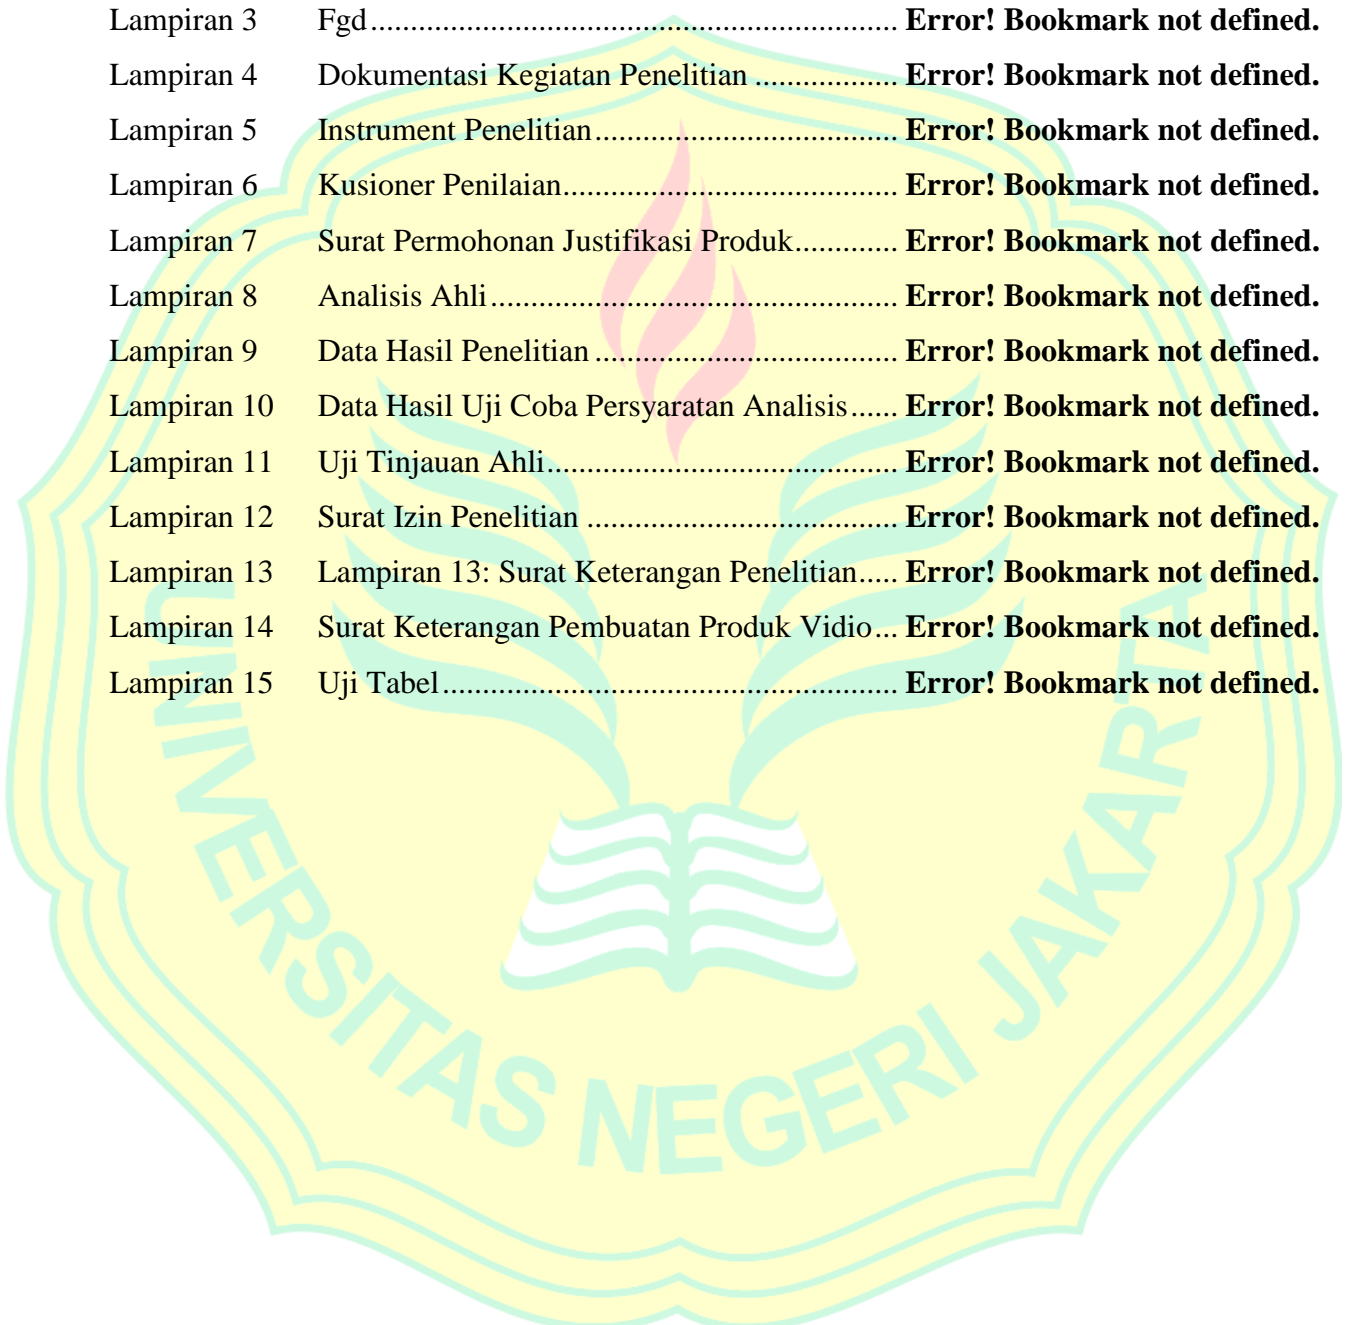 Lampiran 3 Fgd.................................................................. Error! Bookmark not defined.
Lampiran 4 Dokumentasi Kegiatan Penelitian .................. Error! Bookmark not defined.
Lampiran 5 Instrument Penelitian...................................... Error! Bookmark not defined.
Lampiran 6 Kusioner Penilaian.......................................... Error! Bookmark not defined.
Lampiran 7 Surat Permohonan Justifikasi Produk............. Error! Bookmark not defined.
Lampiran 8 Analisis Ahli................................................... Error! Bookmark not defined.
Lampiran 9 Data Hasil Penelitian ...................................... Error! Bookmark not defined.
Lampiran 10 Data Hasil Uji Coba Persyaratan Analisis...... Error! Bookmark not defined.
Lampiran 11 Uji Tinjauan Ahli............................................ Error! Bookmark not defined.
Lampiran 12 Surat Izin Penelitian ....................................... Error! Bookmark not defined.
Lampiran 13 Lampiran 13: Surat Keterangan Penelitian..... Error! Bookmark not defined.
Lampiran 14 Surat Keterangan Pembuatan Produk Vidio... Error! Bookmark not defined.
Lampiran 15 Uji Tabel......................................................... Error! Bookmark not defined.
UNIVERSITAS NEGERI JAKARTA